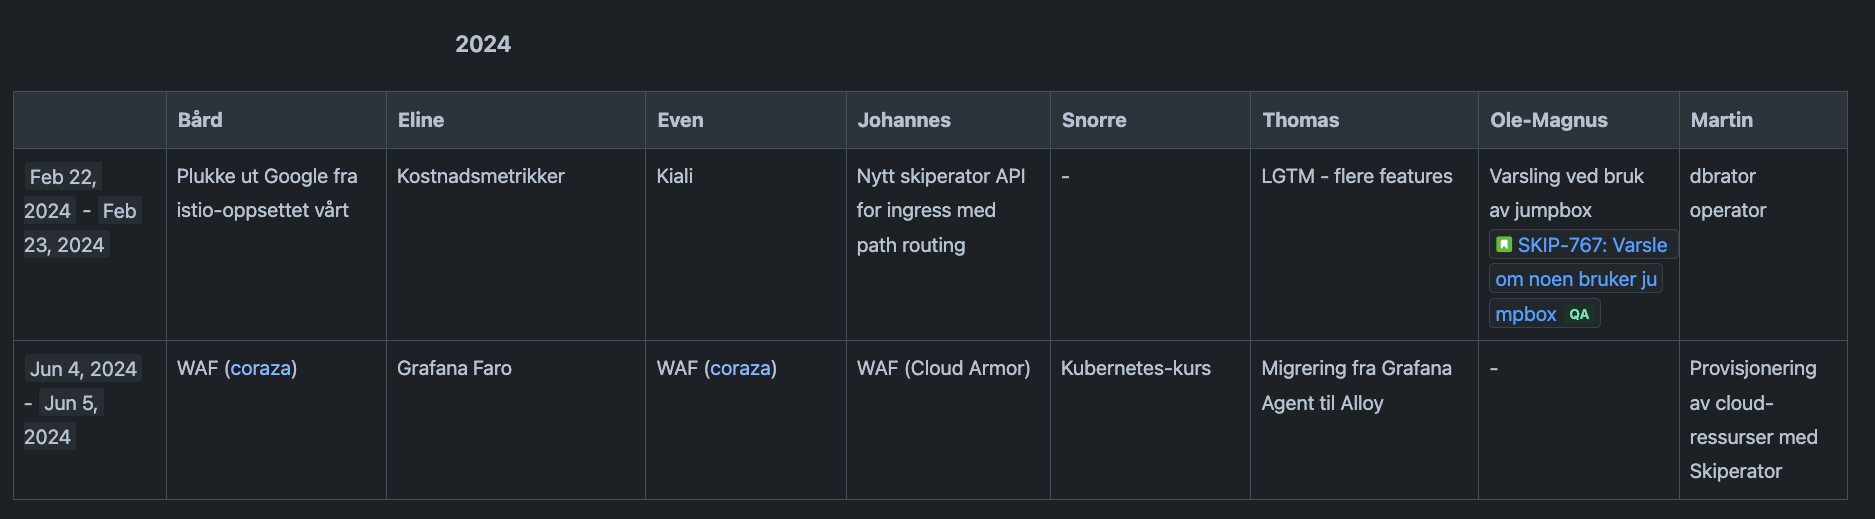 2024
Bård
Eline
Even
Johannes
Snorre
Thomas
Ole-Magnus
Martin
Feb 22,
2024 - Feb
23, 2024
Plukke ut Google fra
istio-oppsettet vårt
Kostnadsmetrikker
Kiali
Nytt skiperator API
for ingress med
path routing
-
LGTM - flere features
Varsling ved bruk
av jumpbox
SKIP-767: Varsle
om noen bruker ju
mpbox QA
dbrator
operator
Jun 4, 2024
- Jun 5,
2024
WAF (coraza)
Grafana Faro
WAF (coraza)
WAF (Cloud Armor)
Kubernetes-kurs
Migrering fra Grafana
Agent til Alloy
-
Provisjonering
av cloud-
ressurser med
Skiperator